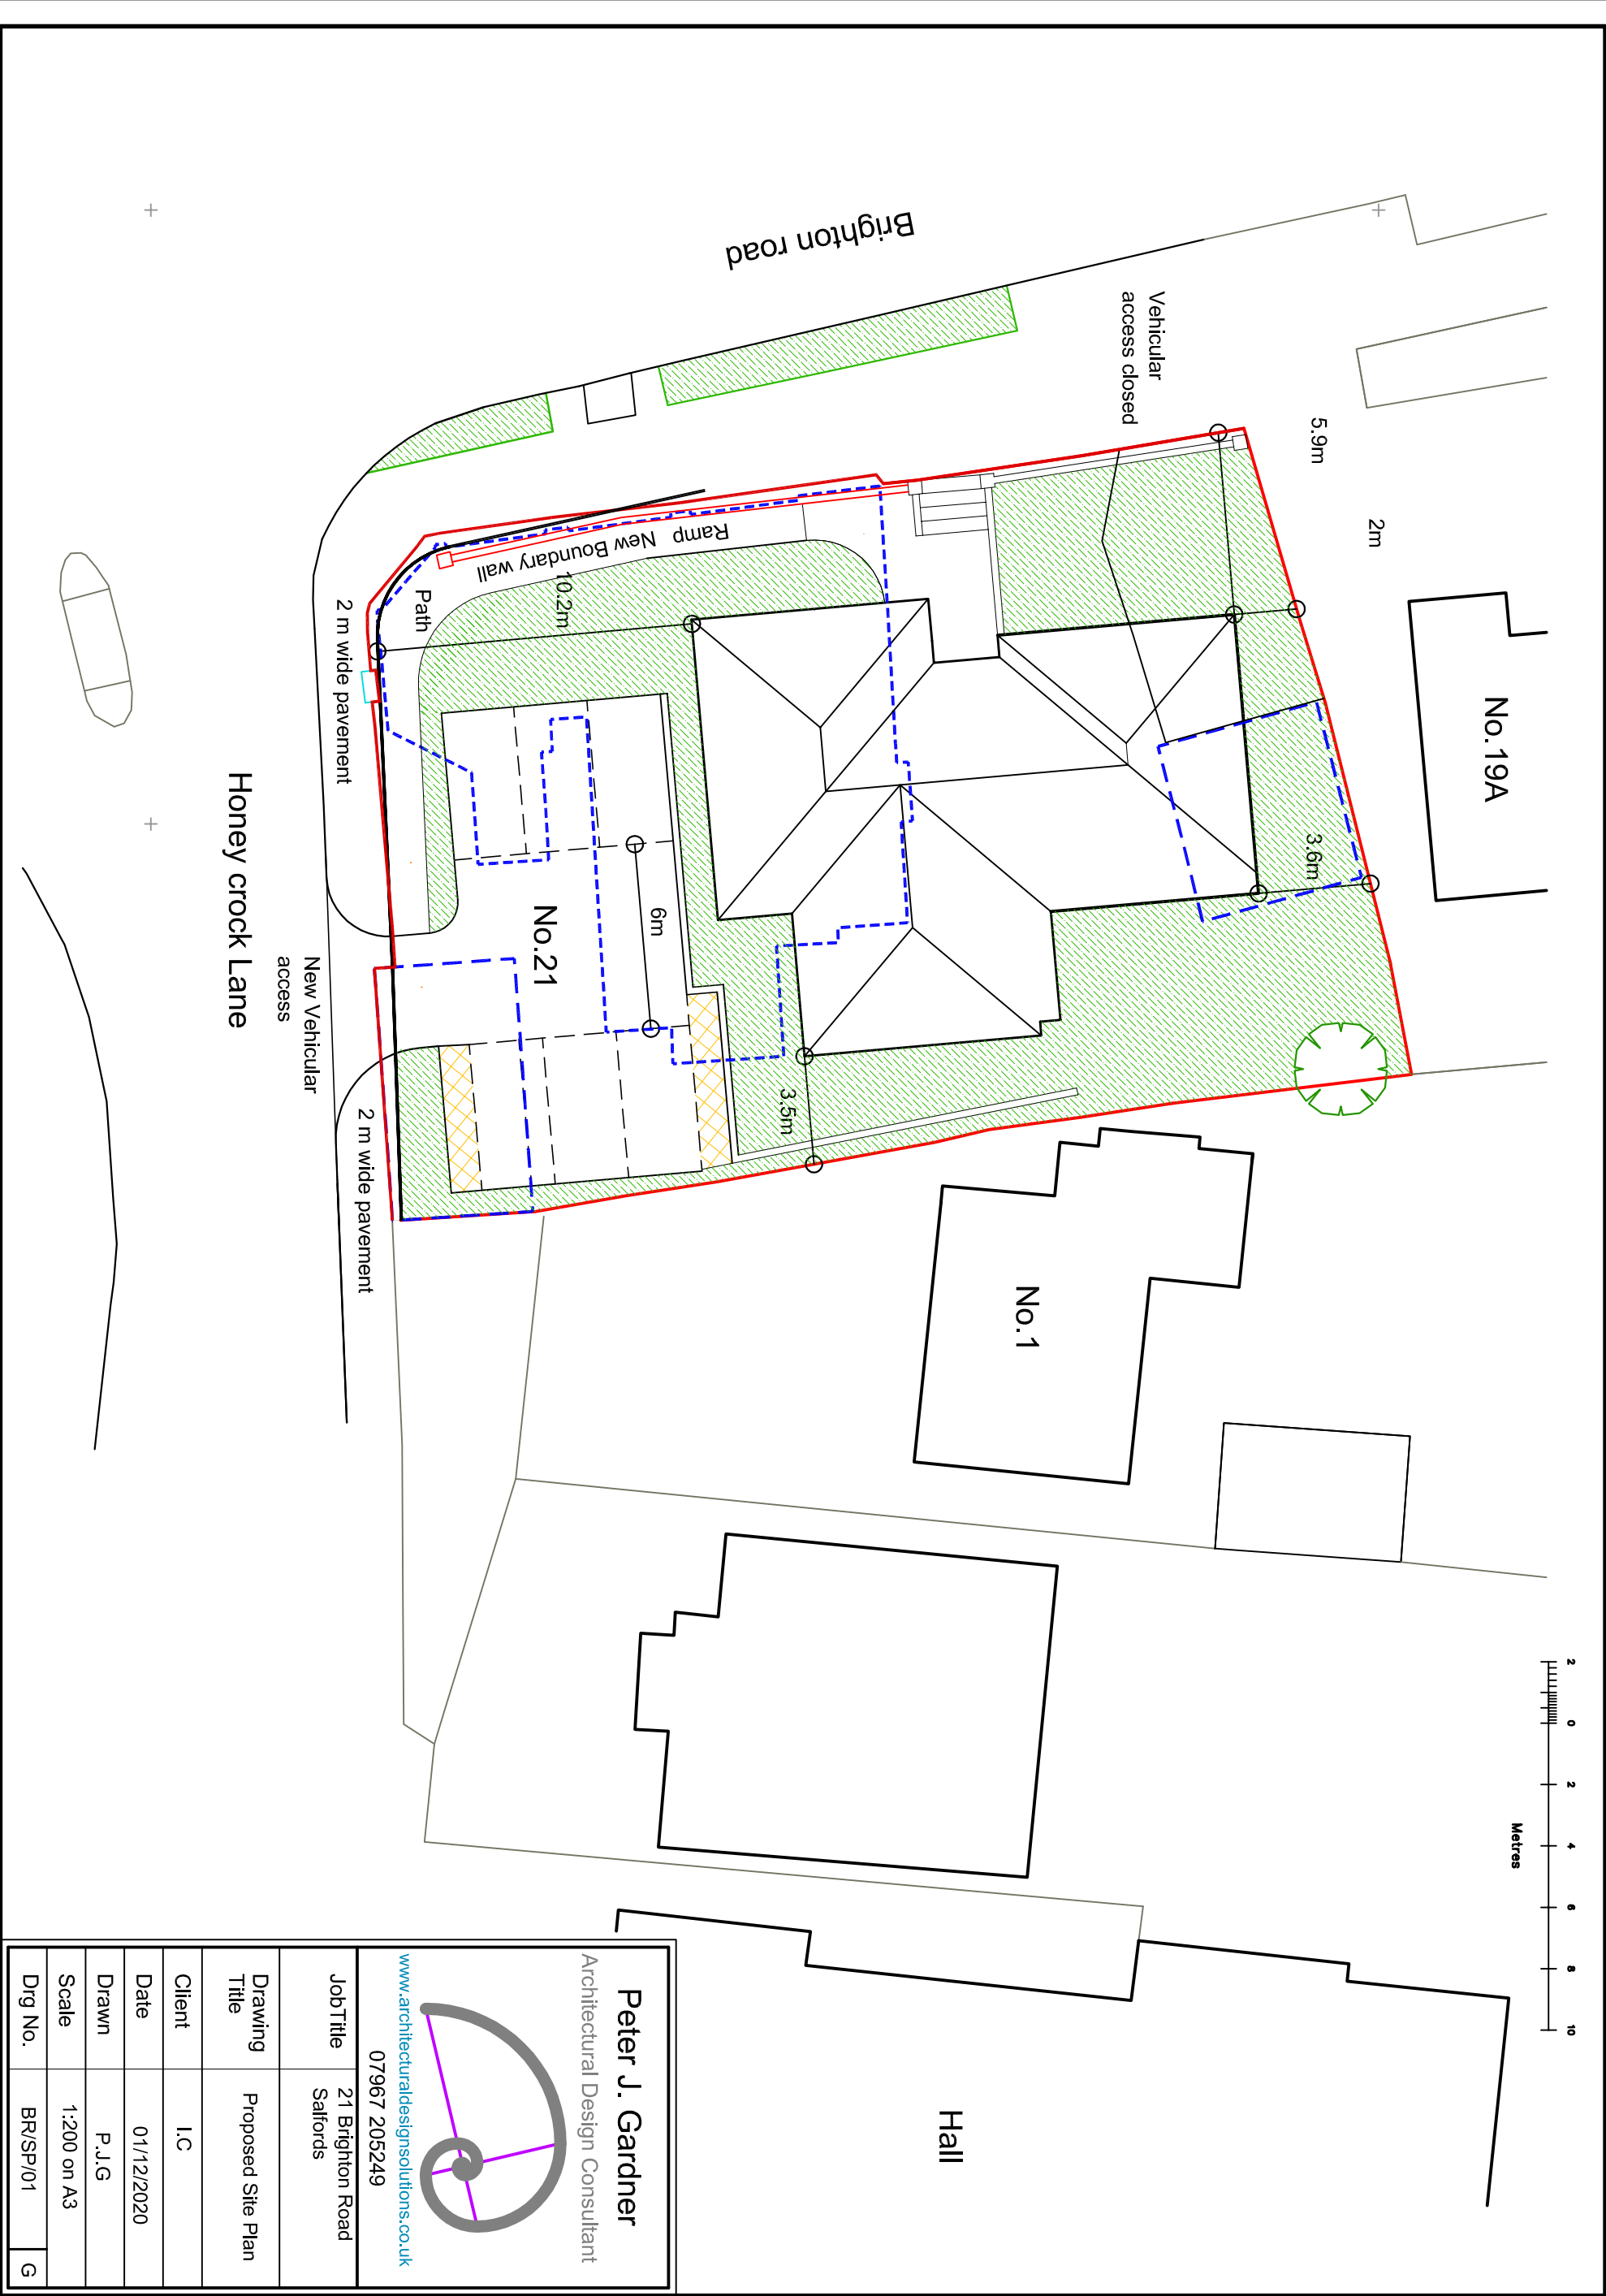 Brighton road
Vehicular
access closed
5.9m
2m
No.19A
3.6m
Ramp
New Boundary wall
10.2m
Path
2 m wide pavement
Honey crock Lane
No.21
6m
New Vehicular
access
2 m wide pavement
3.5m
No.1
Hall
2 0 2 4 6 8 10
Metres
Peter J. Gardner
Architectural Design Consultant
www.architecturaldesignsolutions.co.uk
07967 205249
JobTitle 21 Brighton Road
Salfords
Drawing
Title Proposed Site Plan
Client I.C
Date 01/12/2020
Drawn P.J.G
Scale 1:200 on A3
Drg No. BR/SP/01 G